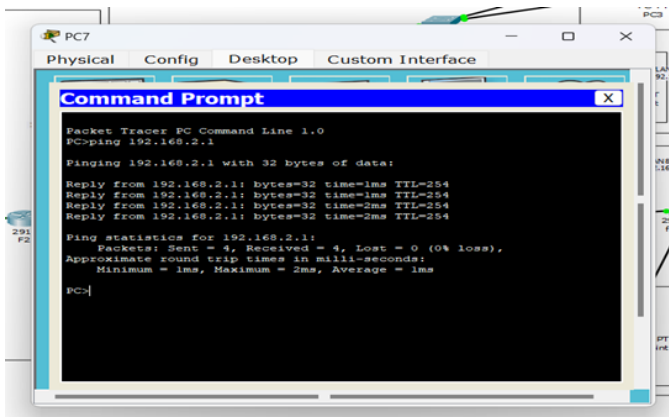 PC3
PC7
Physical Config Desktop Custom Interface
Command Prompt
X
Packet Tracer PC Command Line 1.0
PC>ping 192.168.2.1
Pinging 192.168.2.1 with 32 bytes of data:
Reply from 192.168.2.1: bytes=32 time=1ms TTL=254
Reply from 192.168.2.1: bytes=32 time=1ms TTL=254
Reply from 192.168.2.1: bytes=32 time=2ms TTL=254
Reply from 192.168.2.1: bytes=32 time=2ms TTL=254
Ping statistics for 192.168.2.1:
Packets: Sent = 4, Received = 4, Lost = 0 (0% loss),
Approximate round trip times in milli-seconds:
Minimum = 1ms, Maximum = 2ms, Average = 1ms
PC>
291
F2
PT